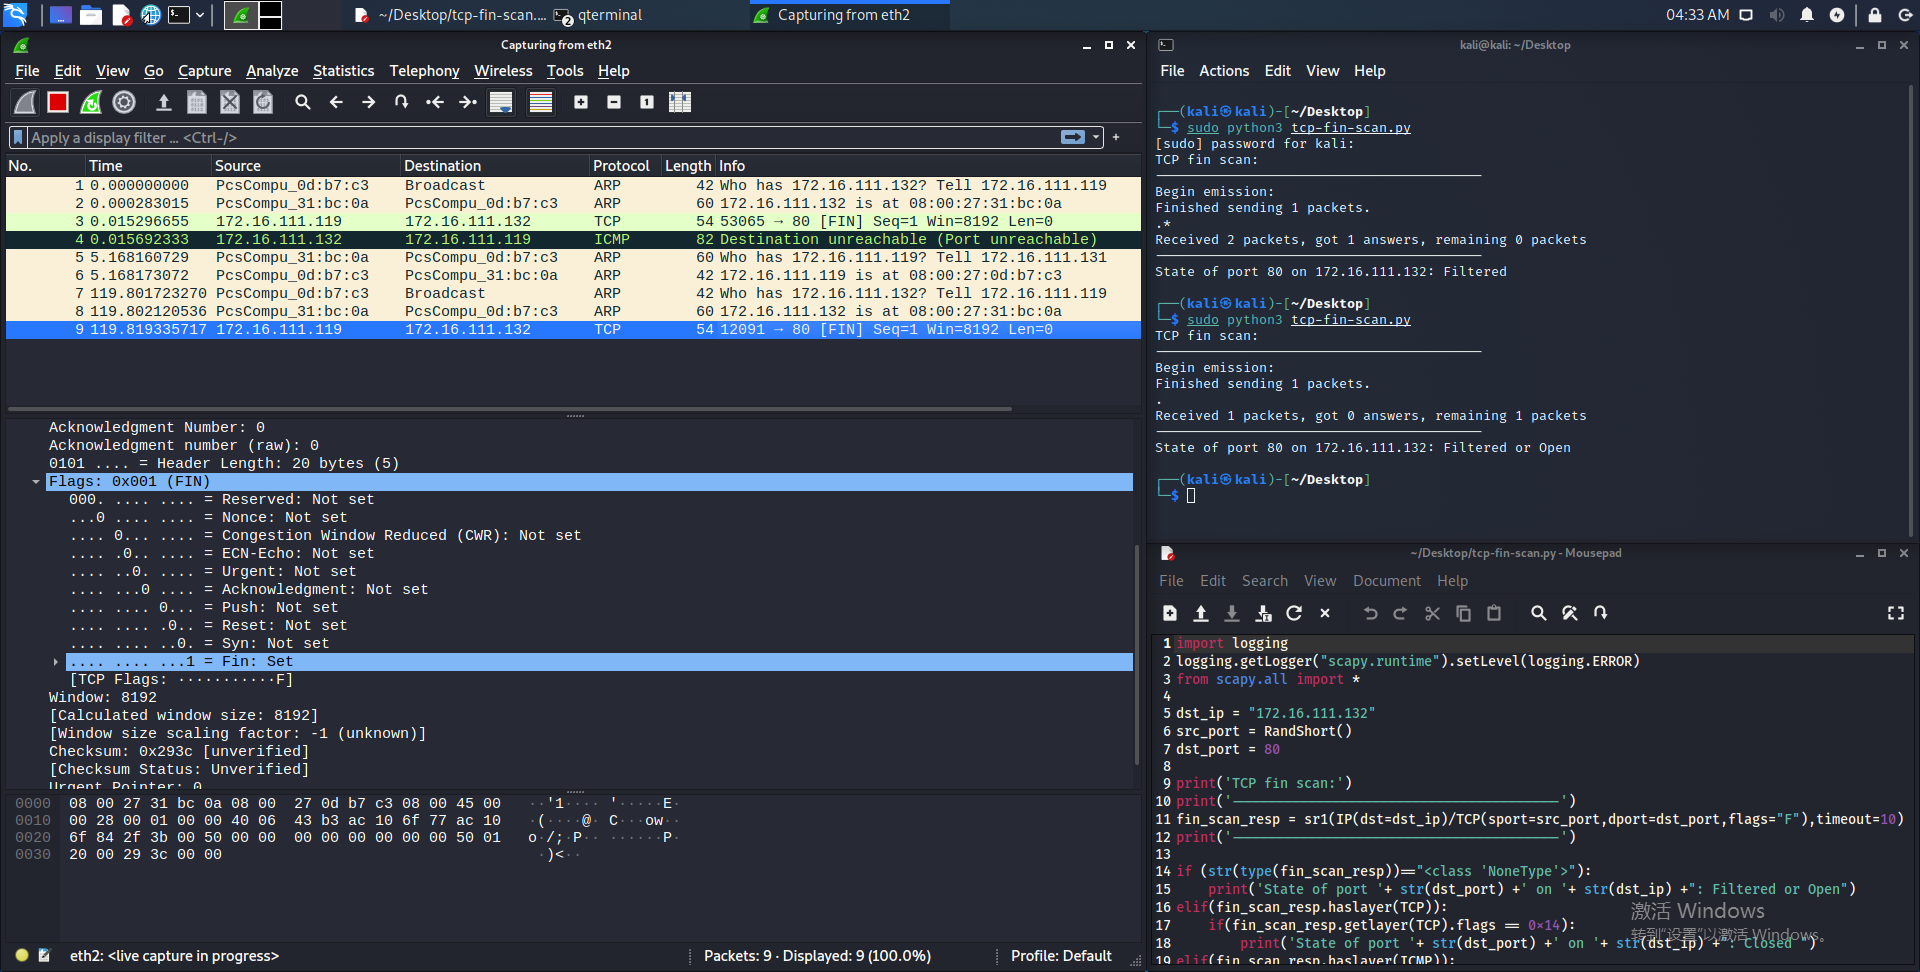 ~/Desktop/tcp-fin-scan....
2
qterminal
Capturing from eth2
04:33 AM
Capturing from eth2
File Edit View Go Capture Analyze Statistics Telephony Wireless Tools Help
Apply a display filter ... <Ctrl-/>
No. Time Source Destination Protocol Length Info
1 0.000000000 PcsCompu_0d:b7:c3 Broadcast ARP 42 Who has 172.16.111.132? Tell 172.16.111.119
2 0.000283015 PcsCompu_31:bc:0a PcsCompu_0d:b7:c3 ARP 60 172.16.111.132 is at 08:00:27:31:bc:0a
3 0.015296655 172.16.111.119 172.16.111.132 TCP 54 53065 → 80 [FIN] Seq=1 Win=8192 Len=0
4 0.015692333 172.16.111.132 172.16.111.119 ICMP 82 Destination unreachable (Port unreachable)
5 5.168160729 PcsCompu_31:bc:0a PcsCompu_0d:b7:c3 ARP 60 Who has 172.16.111.119? Tell 172.16.111.131
6 5.168173072 PcsCompu_0d:b7:c3 PcsCompu_31:bc:0a ARP 42 172.16.111.119 is at 08:00:27:0d:b7:c3
7 119.801723270 PcsCompu_0d:b7:c3 Broadcast ARP 42 Who has 172.16.111.132? Tell 172.16.111.119
8 119.802120536 PcsCompu_31:bc:0a PcsCompu_0d:b7:c3 ARP 60 172.16.111.132 is at 08:00:27:31:bc:0a
9 119.819335717 172.16.111.119 172.16.111.132 TCP 54 12091 → 80 [FIN] Seq=1 Win=8192 Len=0
Acknowledgment Number: 0
Acknowledgment number (raw): 0
0101 .... = Header Length: 20 bytes (5)
Flags: 0x001 (FIN)
000. .... .... = Reserved: Not set
...0 .... .... = Nonce: Not set
.... 0... .... = Congestion Window Reduced (CWR): Not set
.... .0.. .... = ECN-Echo: Not set
.... ..0. .... = Urgent: Not set
.... ...0 .... = Acknowledgment: Not set
.... .... 0... = Push: Not set
.... .... .0.. = Reset: Not set
.... .... ..0. = Syn: Not set
.... .... ...1 = Fin: Set
[TCP Flags: ···········F]
Window: 8192
[Calculated window size: 8192]
[Window size scaling factor: -1 (unknown)]
Checksum: 0x293c [unverified]
[Checksum Status: Unverified]
Urgent Pointer: 0
0000 08 00 27 31 bc 0a 08 00 27 0d b7 c3 08 00 45 00 ··'1···· '·····E·
0010 00 28 00 01 00 00 40 06 43 b3 ac 10 6f 77 ac 10 ·(····@· C···ow··
0020 6f 84 2f 3b 00 50 00 00 00 00 00 00 00 00 50 01 o·/;·P·· ······P·
0030 20 00 29 3c 00 00 ·)<··
eth2: <live capture in progress>
Packets: 9 · Displayed: 9 (100.0%)
Profile: Default
kali@kali: ~/Desktop
File Actions Edit View Help
┌──(kali㉿kali)-[~/Desktop]
└─$ sudo python3 tcp-fin-scan.py
[sudo] password for kali:
TCP fin scan:
Begin emission:
Finished sending 1 packets.
.*
Received 2 packets, got 1 answers, remaining 0 packets
State of port 80 on 172.16.111.132: Filtered
┌──(kali㉿kali)-[~/Desktop]
└─$ sudo python3 tcp-fin-scan.py
TCP fin scan:
Begin emission:
Finished sending 1 packets.
.
Received 1 packets, got 0 answers, remaining 1 packets
State of port 80 on 172.16.111.132: Filtered or Open
┌──(kali㉿kali)-[~/Desktop]
└─$
~/Desktop/tcp-fin-scan.py - Mousepad
File Edit Search View Document Help
1 import logging
2 logging.getLogger("scapy.runtime").setLevel(logging.ERROR)
3 from scapy.all import *
4
5 dst_ip = "172.16.111.132"
6 src_port = RandShort()
7 dst_port = 80
8
9 print('TCP fin scan:')
10 print('─────────────────────────────────────────')
11 fin_scan_resp = sr1(IP(dst=dst_ip)/TCP(sport=src_port,dport=dst_port,flags="F"),timeout=10)
12 print('─────────────────────────────────────────')
13
14 if (str(type(fin_scan_resp))=="<class 'NoneType'>"):
15 print('State of port '+ str(dst_port) +' on '+ str(dst_ip) +": Filtered or Open")
16 elif(fin_scan_resp.haslayer(TCP)):
17 if(fin_scan_resp.getlayer(TCP).flags == 0×14):
18 print('State of port '+ str(dst_port) +' on '+ str(dst_ip) +": Closed ")
19 elif(fin_scan_resp.haslayer(ICMP)):
激活 Windows
转到"设置"以激活 Windows。